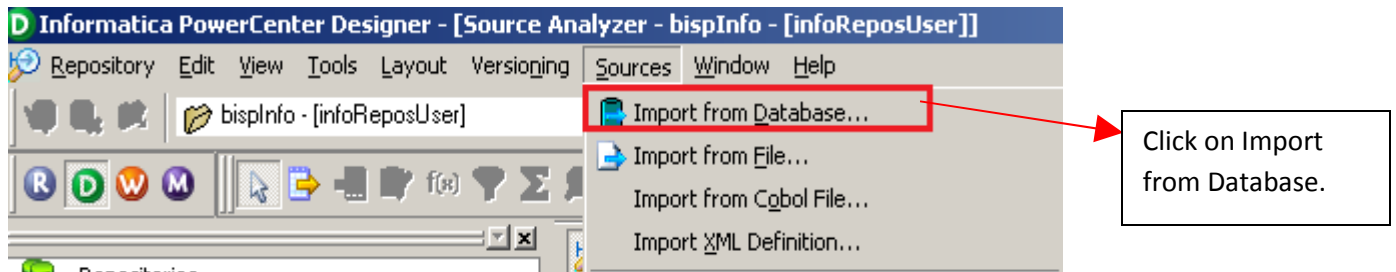 Informatica PowerCenter Designer - [Source Analyzer - bispInfo - [infoReposUser]]
Repository Edit View Tools Layout Versioning Sources Window Help
bispInfo - [infoReposUser]
Import from Database...
Click on Import
from Database.
Import from File...
R D W M f(x) Σ
Import from Cobol File...
Import XML Definition...
Repositories